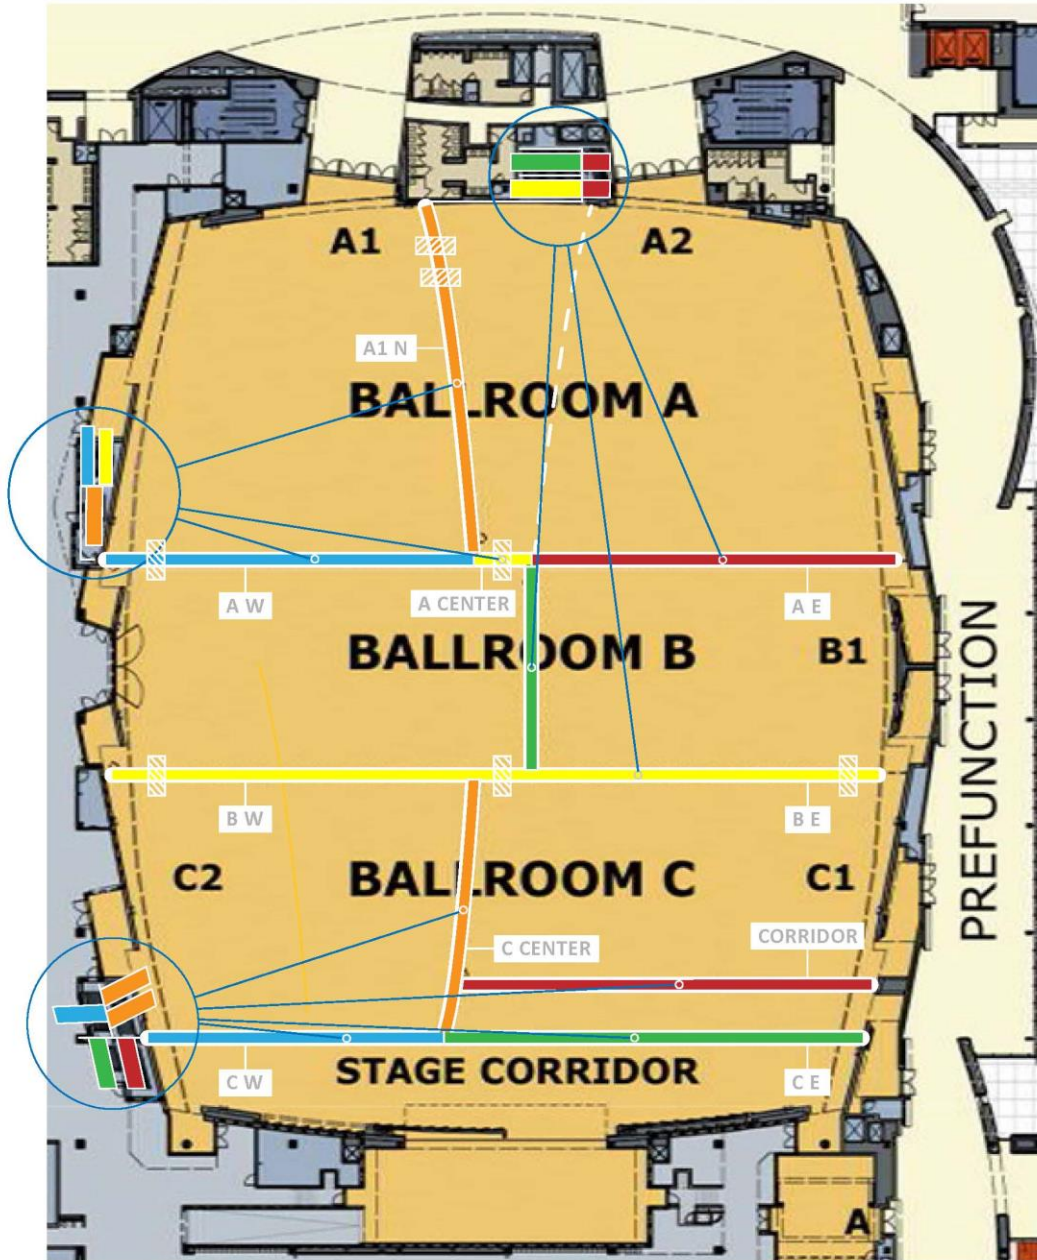 A1
A2
A1 N
BALLROOM A
A W
A CENTER
A E
BALLROOM B
B1
PREFUNCTION
B W
B E
C2
BALLROOM C
C1
CORRIDOR
C CENTER
STAGE CORRIDOR
C W
C E
A